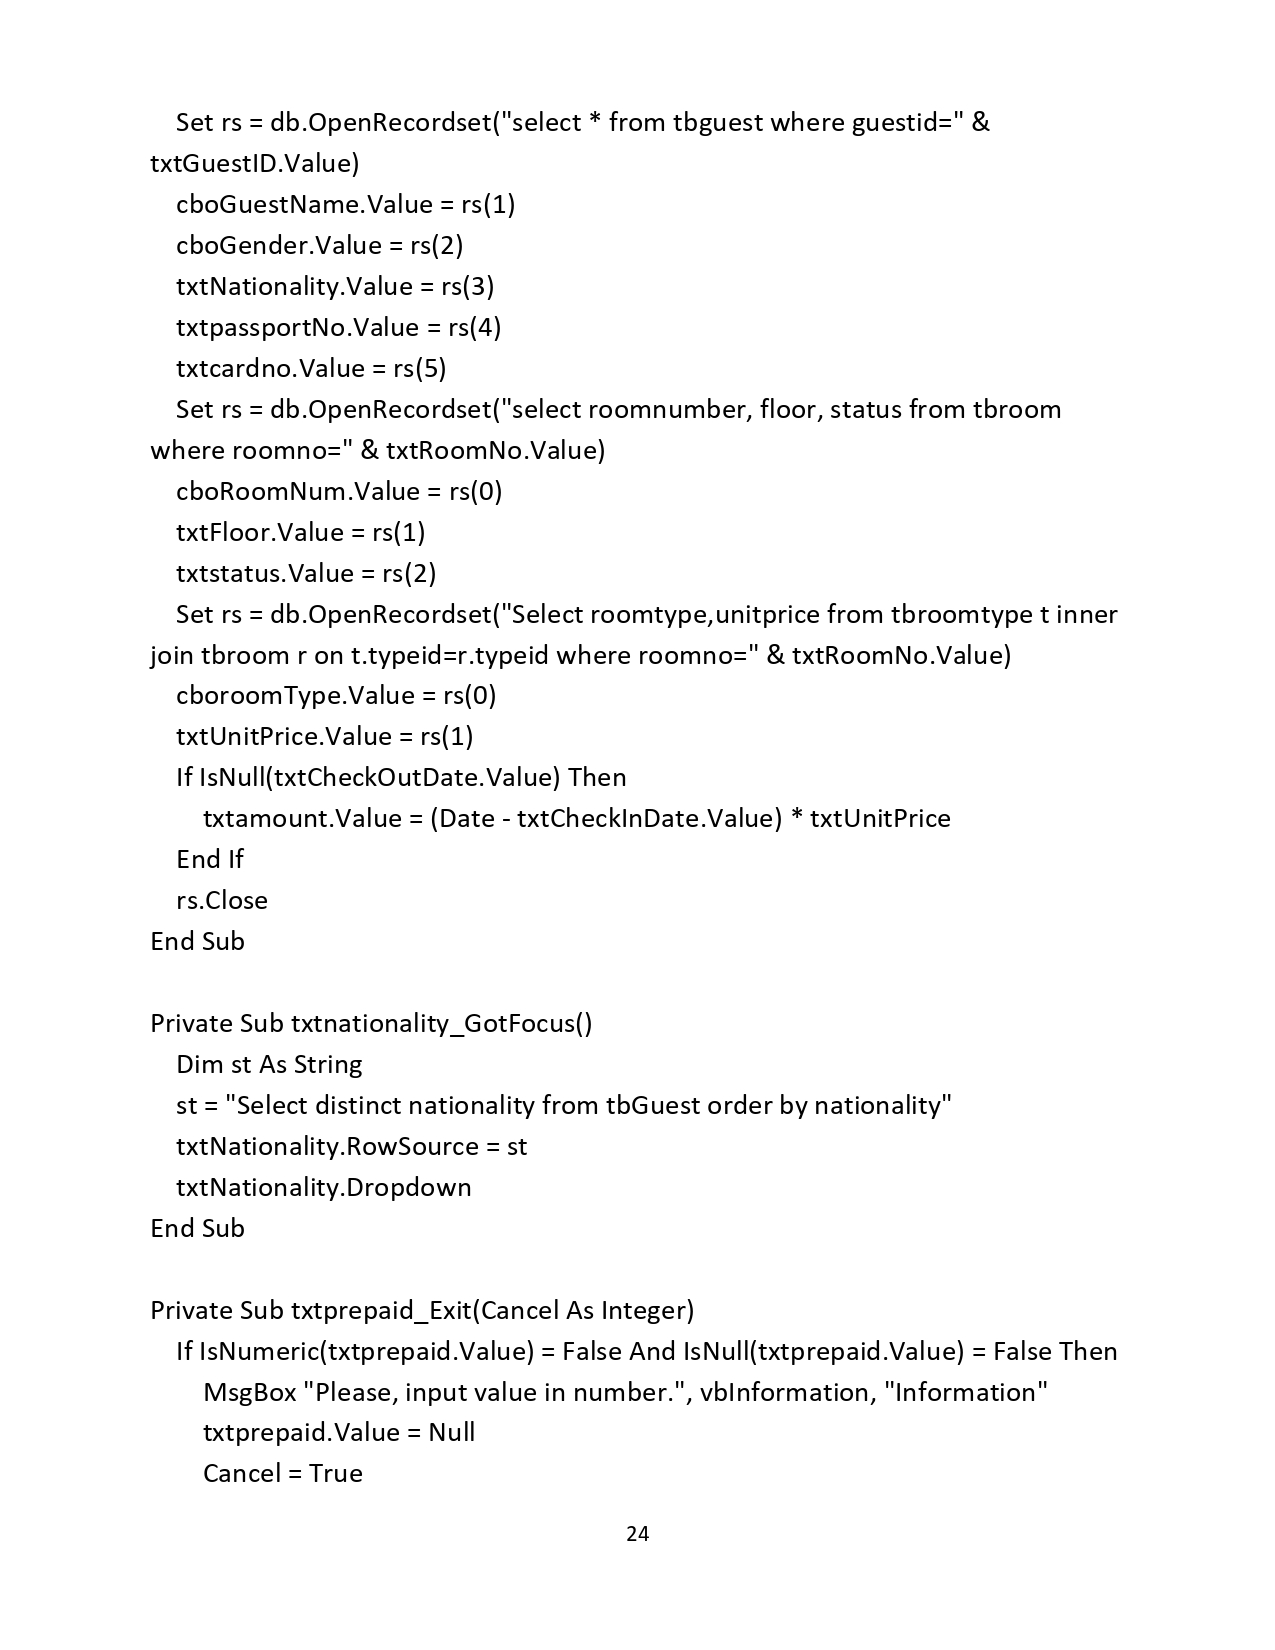 Set rs = db.OpenRecordset("select * from tbguest where guestid=" &
txtGuestID.Value)
cboGuestName.Value = rs(1)
cboGender.Value = rs(2)
txtNationality.Value = rs(3)
txtpassportNo.Value = rs(4)
txtcardno.Value = rs(5)
Set rs = db.OpenRecordset("select roomnumber, floor, status from tbroom
where roomno=" & txtRoomNo.Value)
cboRoomNum.Value = rs(0)
txtFloor.Value = rs(1)
txtstatus.Value = rs(2)
Set rs = db.OpenRecordset("Select roomtype,unitprice from tbroomtype t inner
join tbroom r on t.typeid=r.typeid where roomno=" & txtRoomNo.Value)
cboroomType.Value = rs(0)
txtUnitPrice.Value = rs(1)
If IsNull(txtCheckOutDate.Value) Then
txtamount.Value = (Date - txtCheckInDate.Value) * txtUnitPrice
End If
rs.Close
End Sub
Private Sub txtnationality_GotFocus()
Dim st As String
st = "Select distinct nationality from tbGuest order by nationality"
txtNationality.RowSource = st
txtNationality.Dropdown
End Sub
Private Sub txtprepaid_Exit(Cancel As Integer)
If IsNumeric(txtprepaid.Value) = False And IsNull(txtprepaid.Value) = False Then
MsgBox "Please, input value in number.", vbInformation, "Information"
txtprepaid.Value = Null
Cancel = True
24